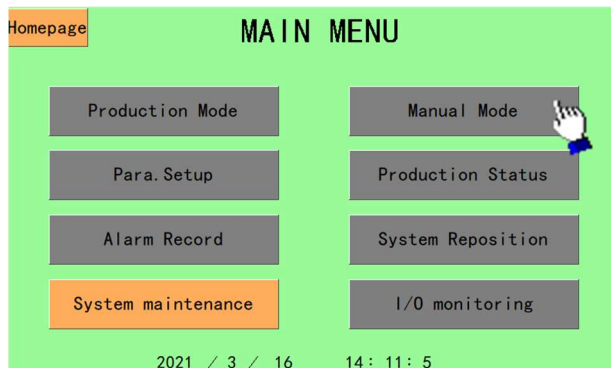 Homepage
MAIN MENU
Production Mode
Manual Mode
Para.Setup
Production Status
Alarm Record
System Reposition
System maintenance
I/O monitoring
2021 / 3 / 16 14: 11: 5